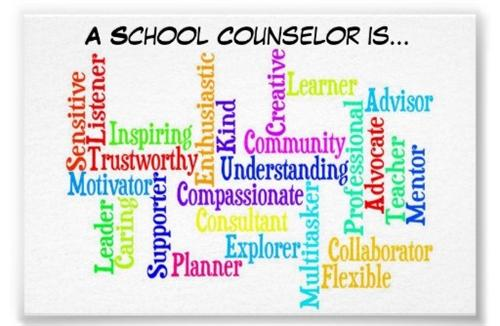 A School counselor is...
Sensitive
Listener
Inspiring
Trustworthy
Motivator
Leader
Caring
Supporter
Enthusiastic
Kind
Creative
Learner
Community
Understanding
Compassionate
Consultant
Explorer
Planner
Multitasker
Professional
Advisor
Advocate
Teacher
Mentor
Collaborator
Flexible